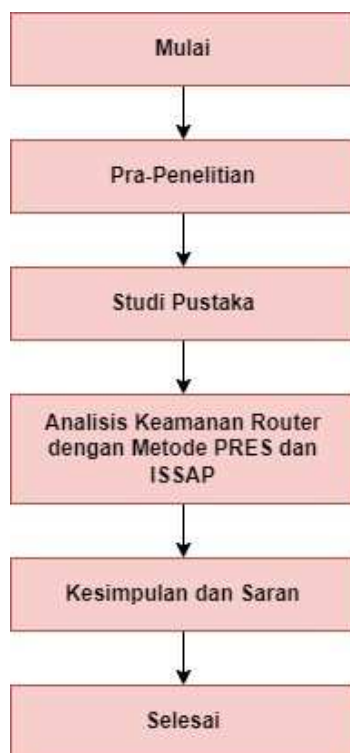 Mulai
Pra-Penelitian
Studi Pustaka
Analisis Keamanan Router
dengan Metode PRES dan
ISSAP
Kesimpulan dan Saran
Selesai